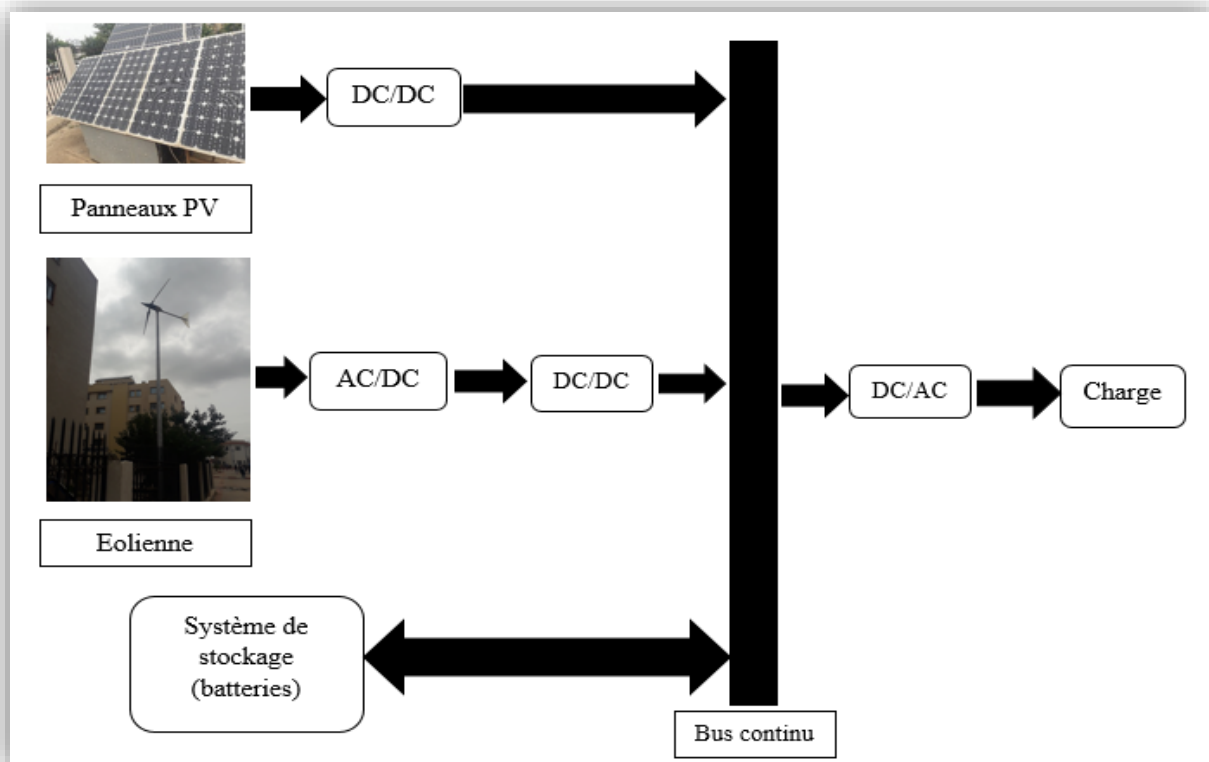 DC/DC
Panneaux PV
AC/DC
DC/DC
DC/AC
Charge
Eolienne
Système de
stockage
(batteries)
Bus continu